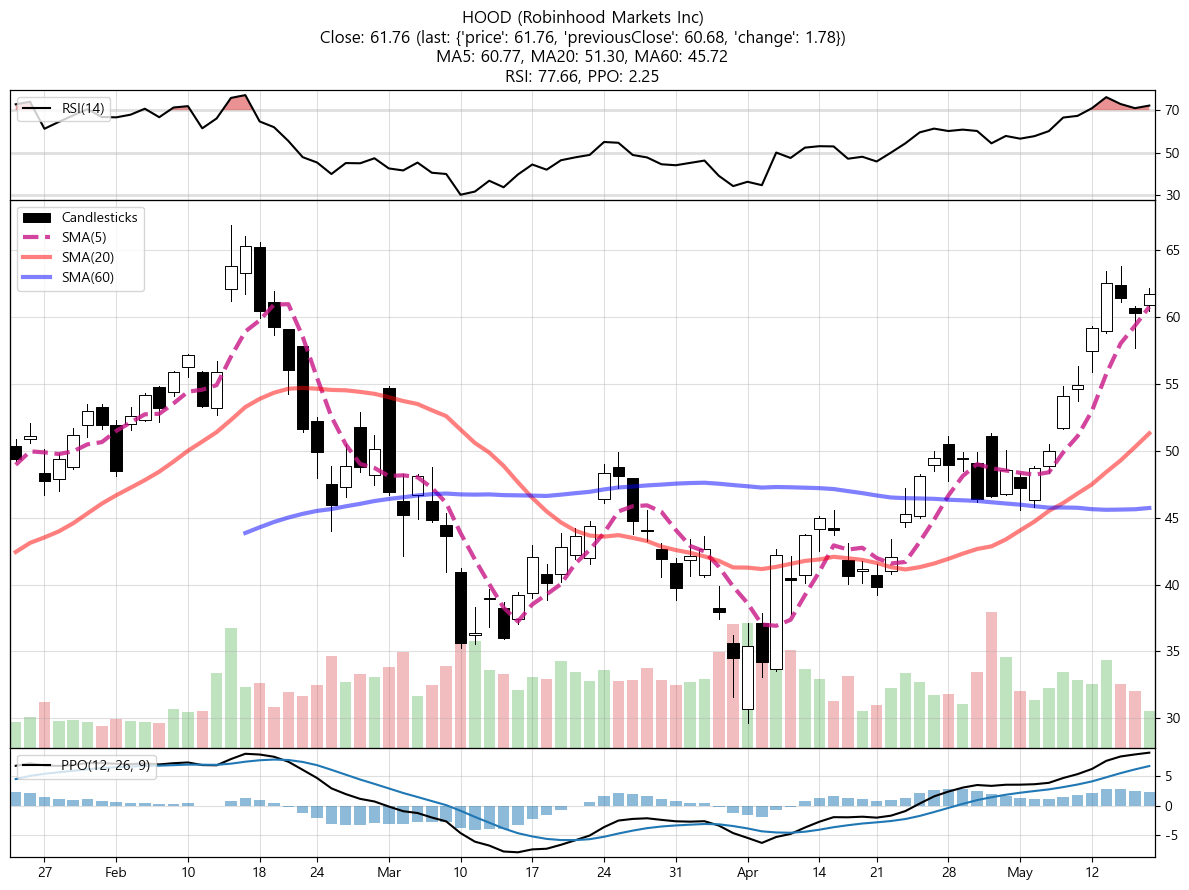 HOOD (Robinhood Markets Inc)
Close: 61.76 (last: {'price': 61.76, 'previousClose': 60.68, 'change': 1.78})
MA5: 60.77, MA20: 51.30, MA60: 45.72
RSI: 77.66, PPO: 2.25
RSI(14)
70
50
30
Candlesticks
SMA(5)
SMA(20)
SMA(60)
65
60
55
50
45
40
35
30
PPO(12, 26, 9)
5
0
-5
27 Feb 10 18 24 Mar 10 17 24 31 Apr 14 21 28 May 12